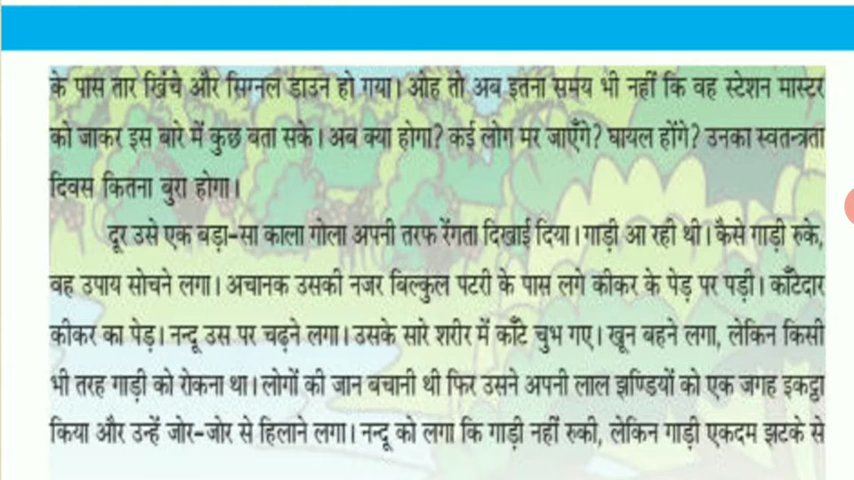 के पास तार खिंचे और सिग्नल डाउन हो गया। ओह तो अब इतना समय भी नहीं कि वह स्टेशन मास्टर
को जाकर इस बारे में कुछ बता सके। अब क्या होगा? कई लोग मर जाएँगे? घायल होंगे? उनका स्वतन्त्रता
दिवस कितना बुरा होगा।
दूर उसे एक बड़ा-सा काला गोला अपनी तरफ रेंगता दिखाई दिया। गाड़ी आ रही थी। कैसे गाड़ी रुके,
वह उपाय सोचने लगा। अचानक उसकी नजर बिल्कुल पटरी के पास लगे कीकर के पेड़ पर पड़ी। काँटेदार
कीकर का पेड़। नन्दू उस पर चढ़ने लगा। उसके सारे शरीर में काँटे चुभ गए। खून बहने लगा, लेकिन किसी
भी तरह गाड़ी को रोकना था। लोगों की जान बचानी थी फिर उसने अपनी लाल झण्डियों को एक जगह इकट्ठा
किया और उन्हें जोर-जोर से हिलाने लगा। नन्दू को लगा कि गाड़ी नहीं रुकी, लेकिन गाड़ी एकदम झटके से